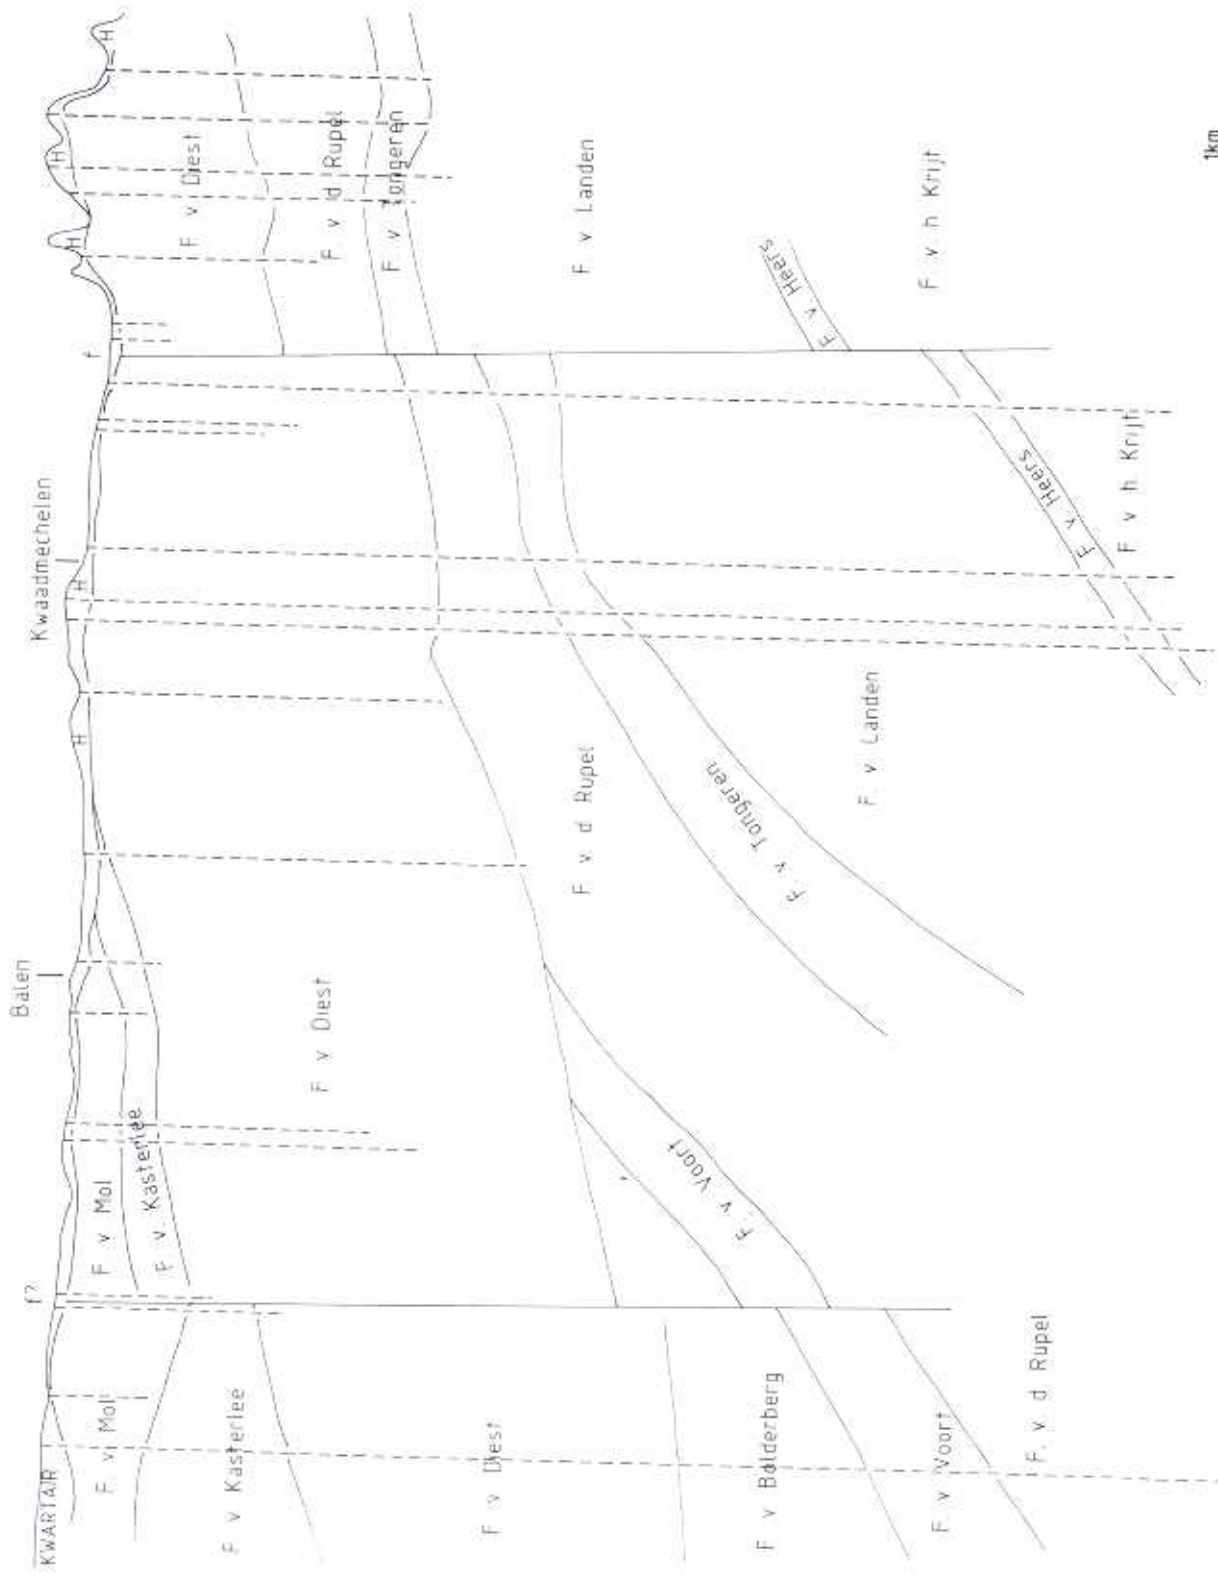 Balen
Kwaadmechelen
f?
f
KWARTAIR
H
H
H
H
H
F. v. Mol
F. v Mol
F. v Kasterlee
F. v. Kasterlee
F. v Diest
F. v Diest
F. v Diest
F. v Bolderberg
F. v Voort
F. v Voort
F. v. d Rupel
F. v. d Rupel
F. v d Rupel
F. v Tongeren
F. v Tongeren
F. v. Landen
F. v Landen
F. v. Heers
F. v. Heers
F. v h Krijt
F. v h Krijt
1km